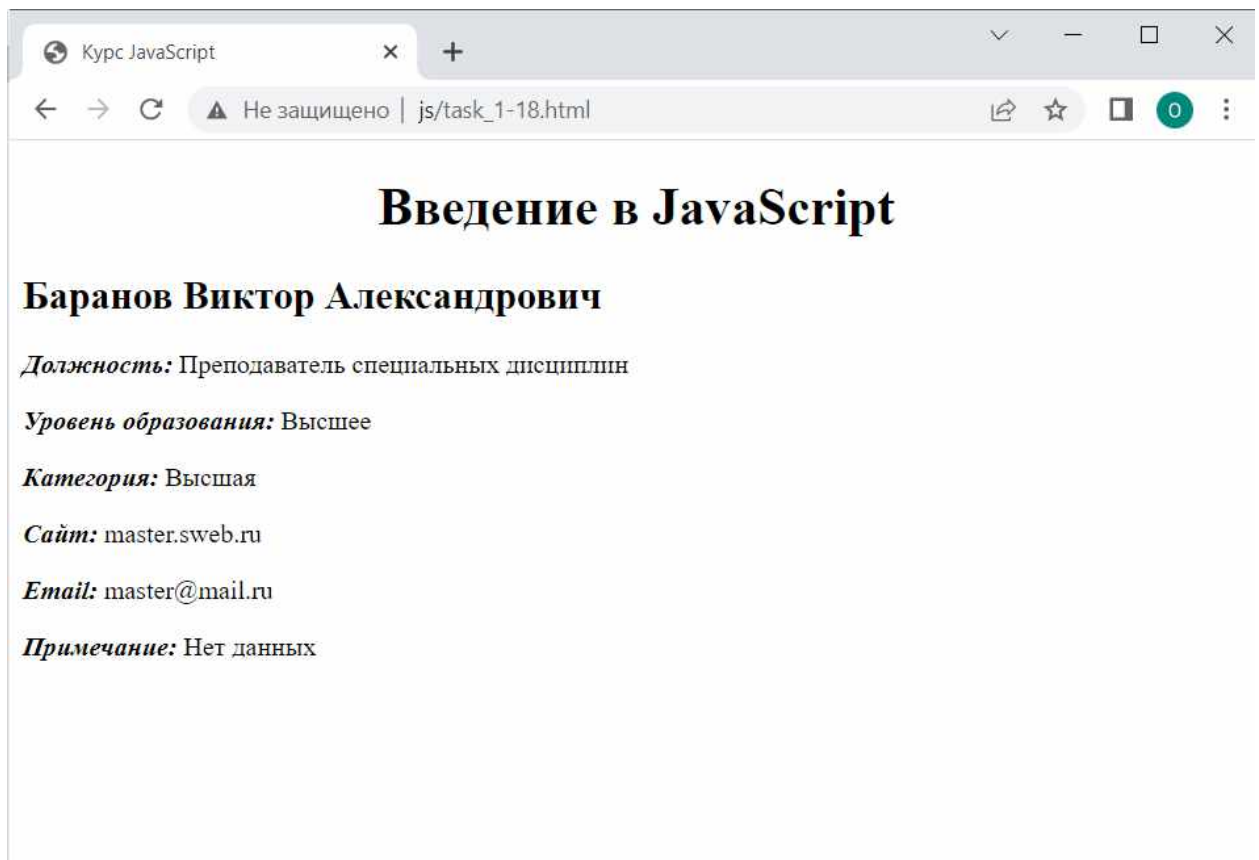 Курс JavaScript
Не защищено | js/task_1-18.html
О
Введение в JavaScript
Баранов Виктор Александрович
Должность: Преподаватель специальных дисциплин
Уровень образования: Высшее
Категория: Высшая
Сайт: master.sweb.ru
Email: master@mail.ru
Примечание: Нет данных